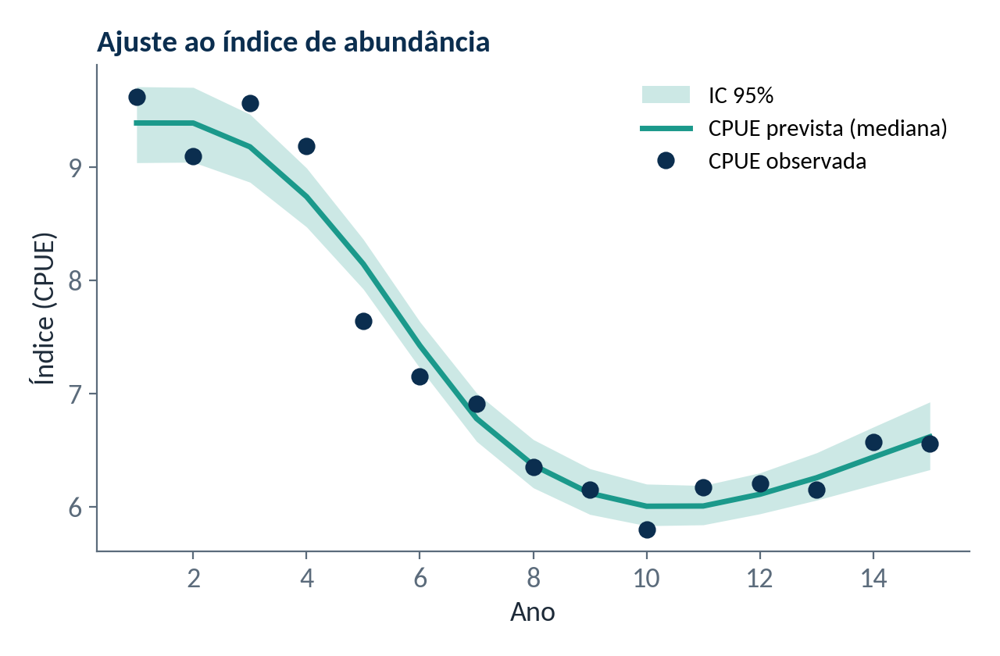 Ajuste ao índice de abundância
IC 95%
CPUE prevista (mediana)
CPUE observada
Índice (CPUE)
9
8
7
6
2 4 6 8 10 12 14
Ano